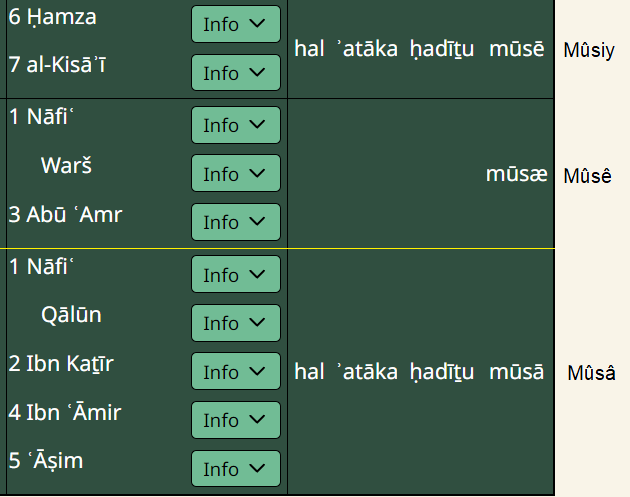 6 Ḥamza Info
hal ʾatāka ḥadīṯu mūsē Mûsiy
7 al-Kisāʾī Info
1 Nāfiʿ Info
Warš Info mūsæ Mûsê
3 Abū ʿAmr Info
1 Nāfiʿ Info
Qālūn Info
2 Ibn Kaṯīr Info hal ʾatāka ḥadīṯu mūsā Mûsâ
4 Ibn ʿĀmir Info
5 ʿĀṣim Info